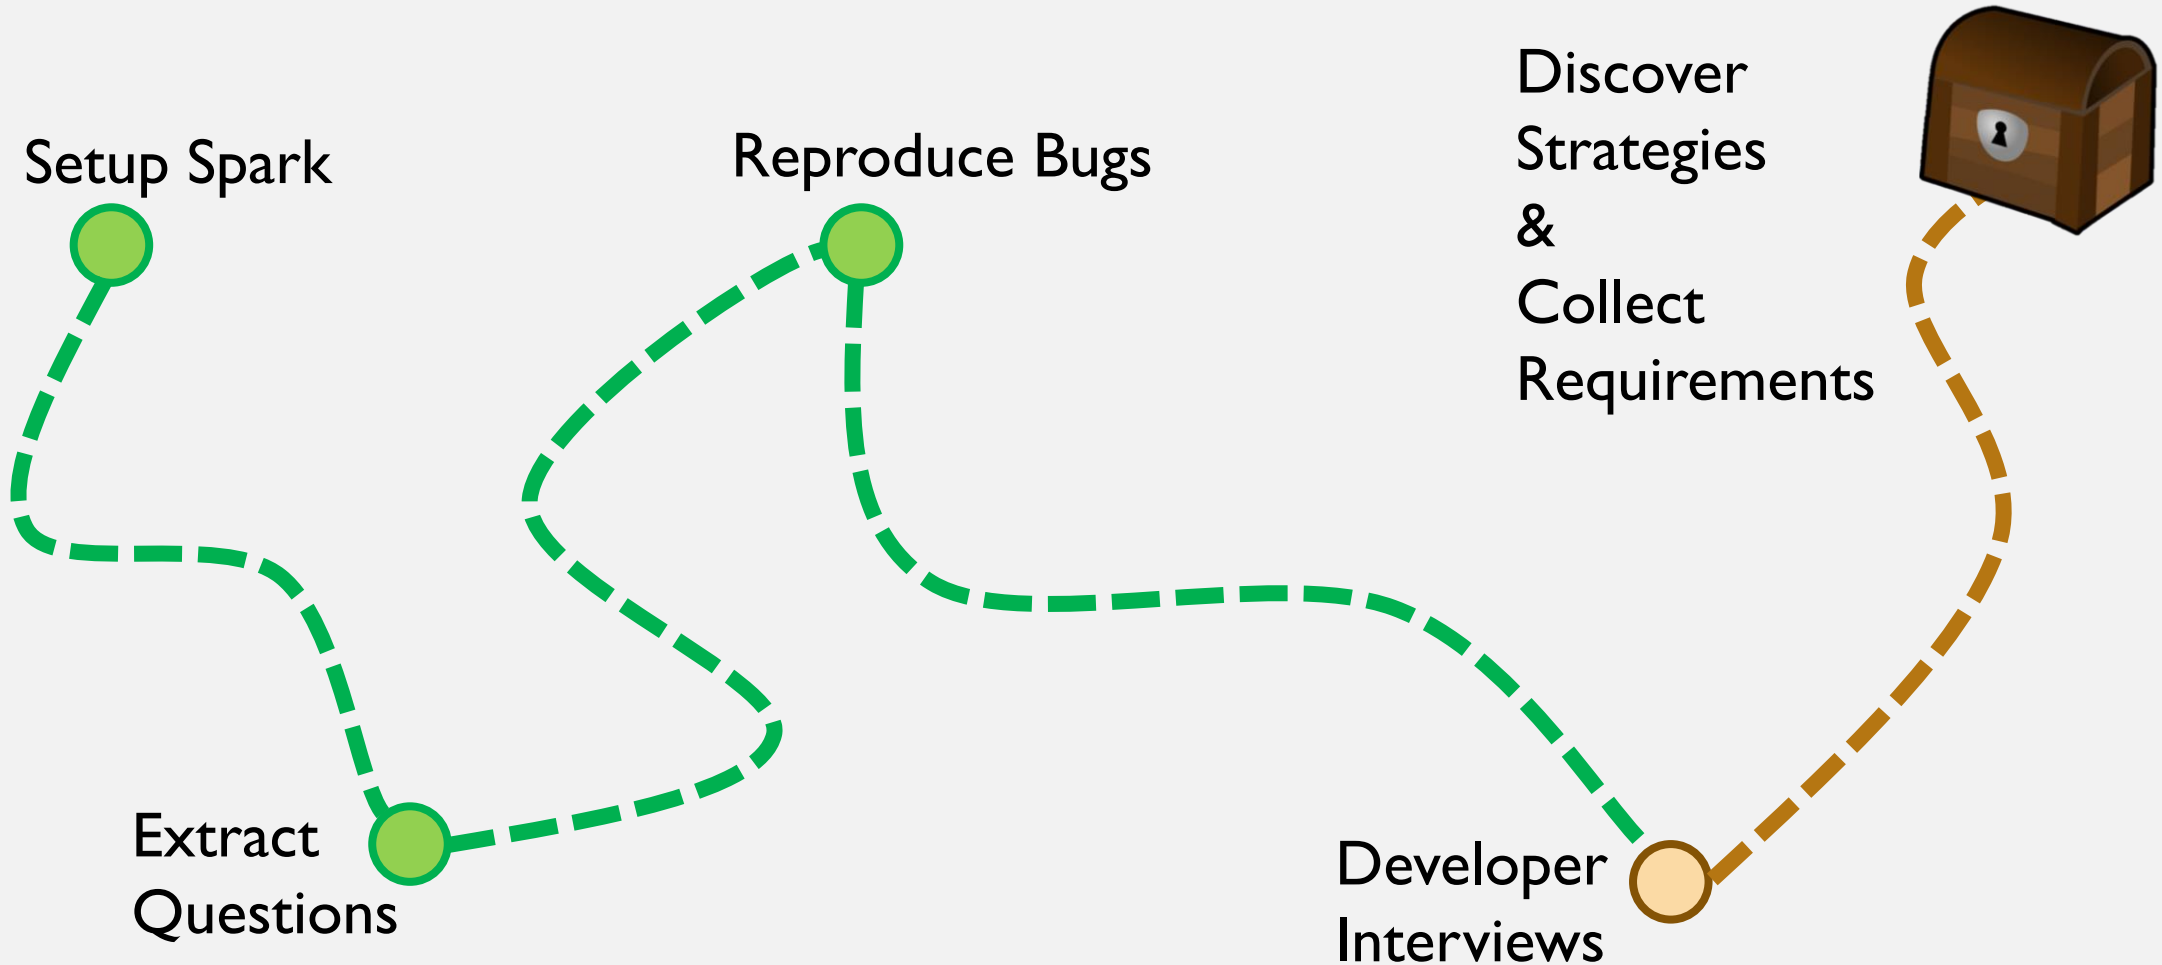 Setup Spark
Reproduce Bugs
Discover
Strategies
&
Collect
Requirements
Extract
Questions
Developer
Interviews